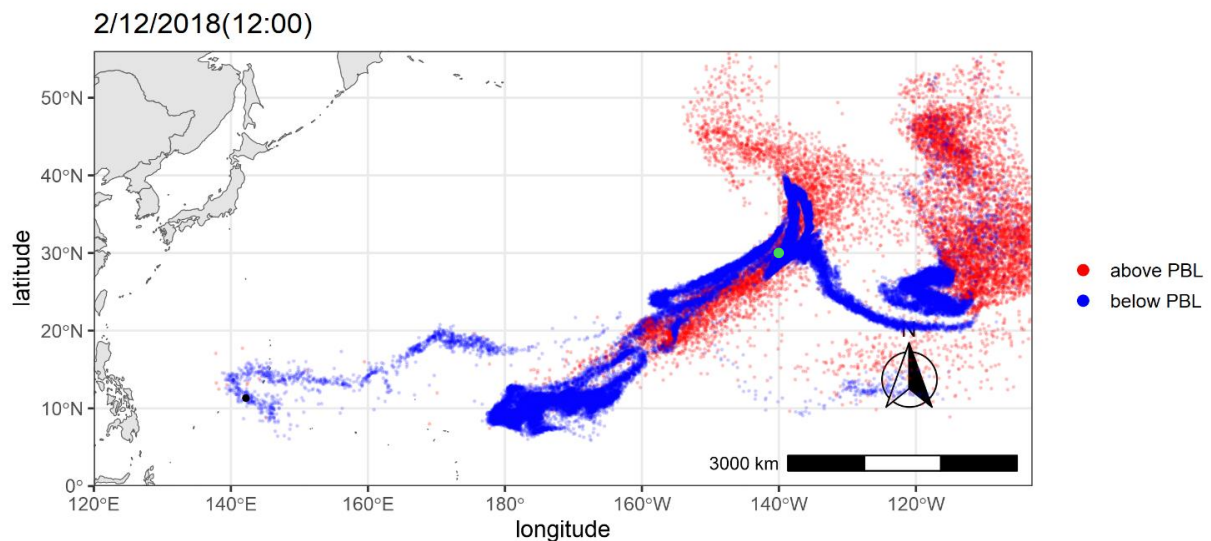 2/12/2018(12:00)
50°N
40°N
30°N
20°N
10°N
0°
latitude
120°E
140°E
160°E
180°
160°W
140°W
120°W
longitude
N
3000 km
above PBL
below PBL